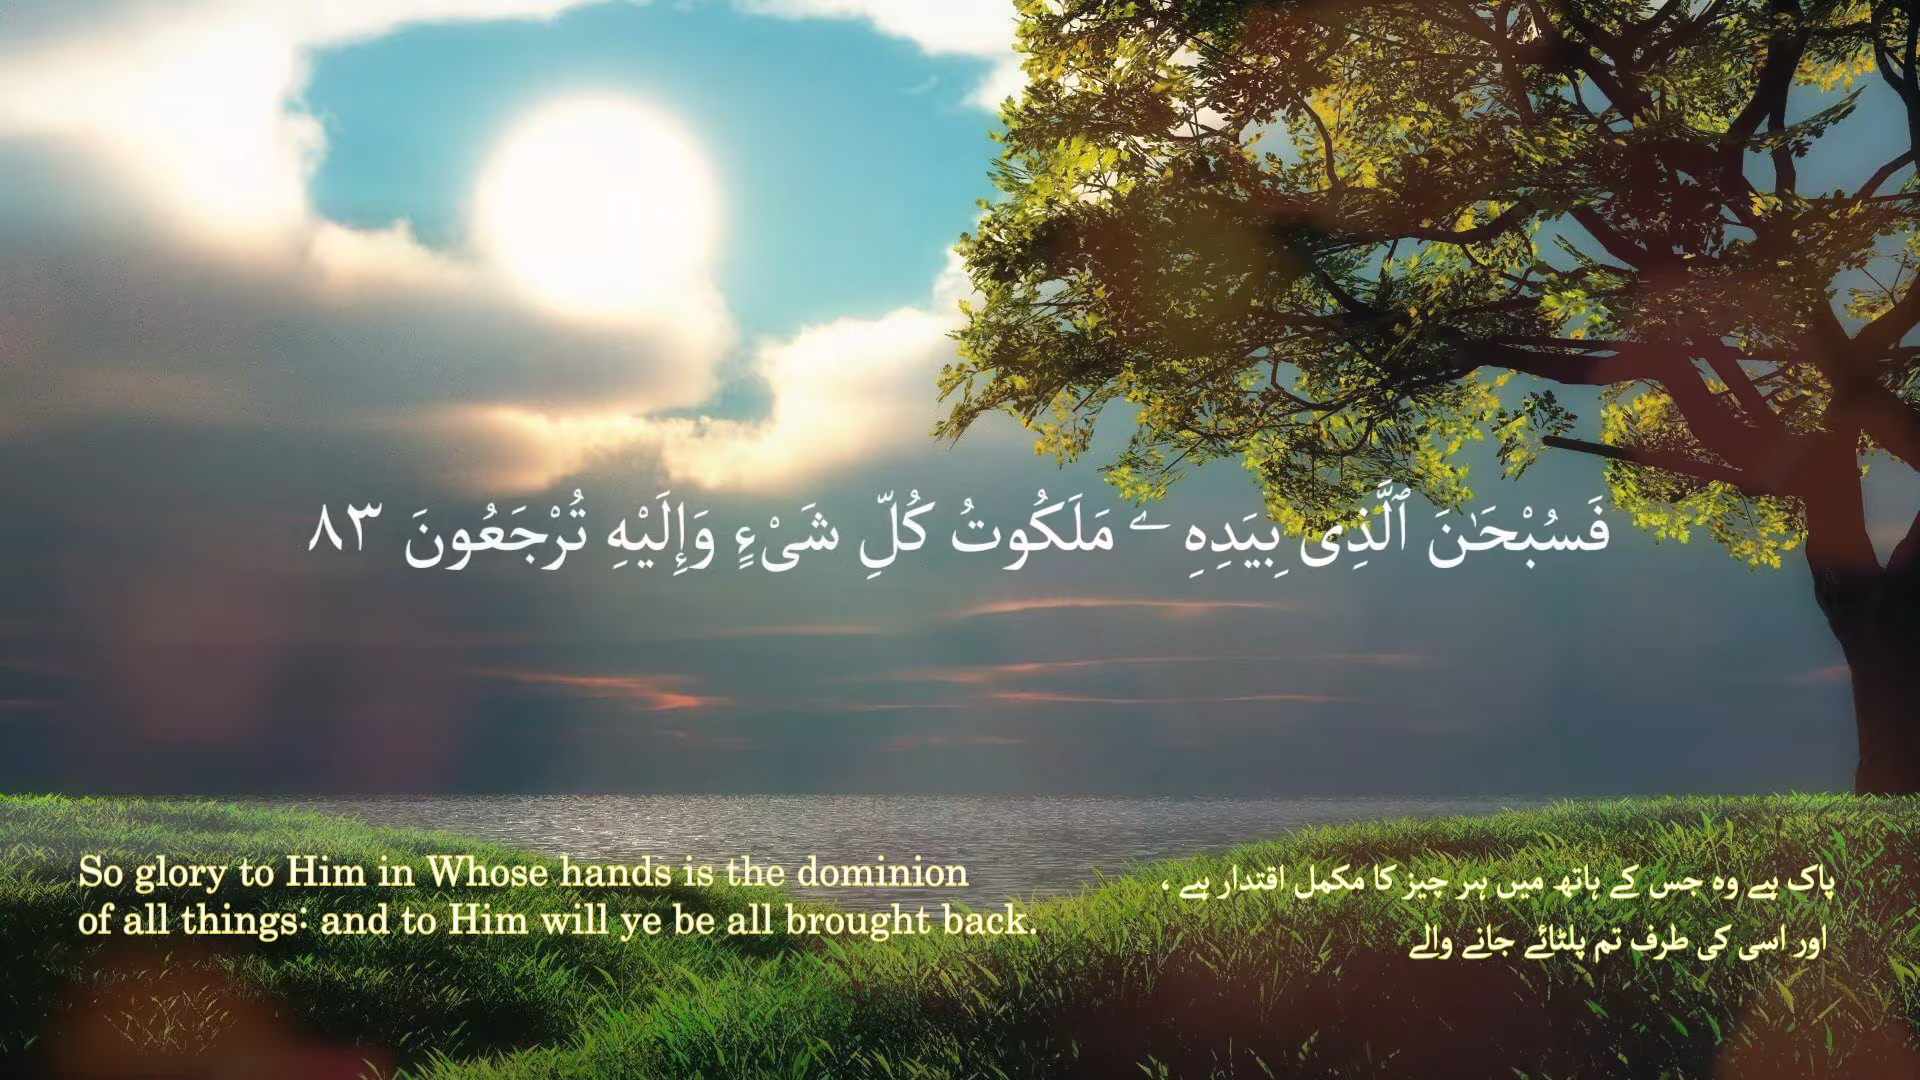 فَسُبْحَـٰنَ ٱلَّذِى بِيَدِهِۦ مَلَكُوتُ كُلِّ شَىْءٍ وَإِلَيْهِ تُرْجَعُونَ ٨٣
So glory to Him in Whose hands is the dominion
of all things: and to Him will ye be all brought back.
پاک ہے وہ جس کے ہاتھ میں ہر چیز کا مکمل اقتدار ہے ،
اور اسی کی طرف تم پلٹائے جانے والے